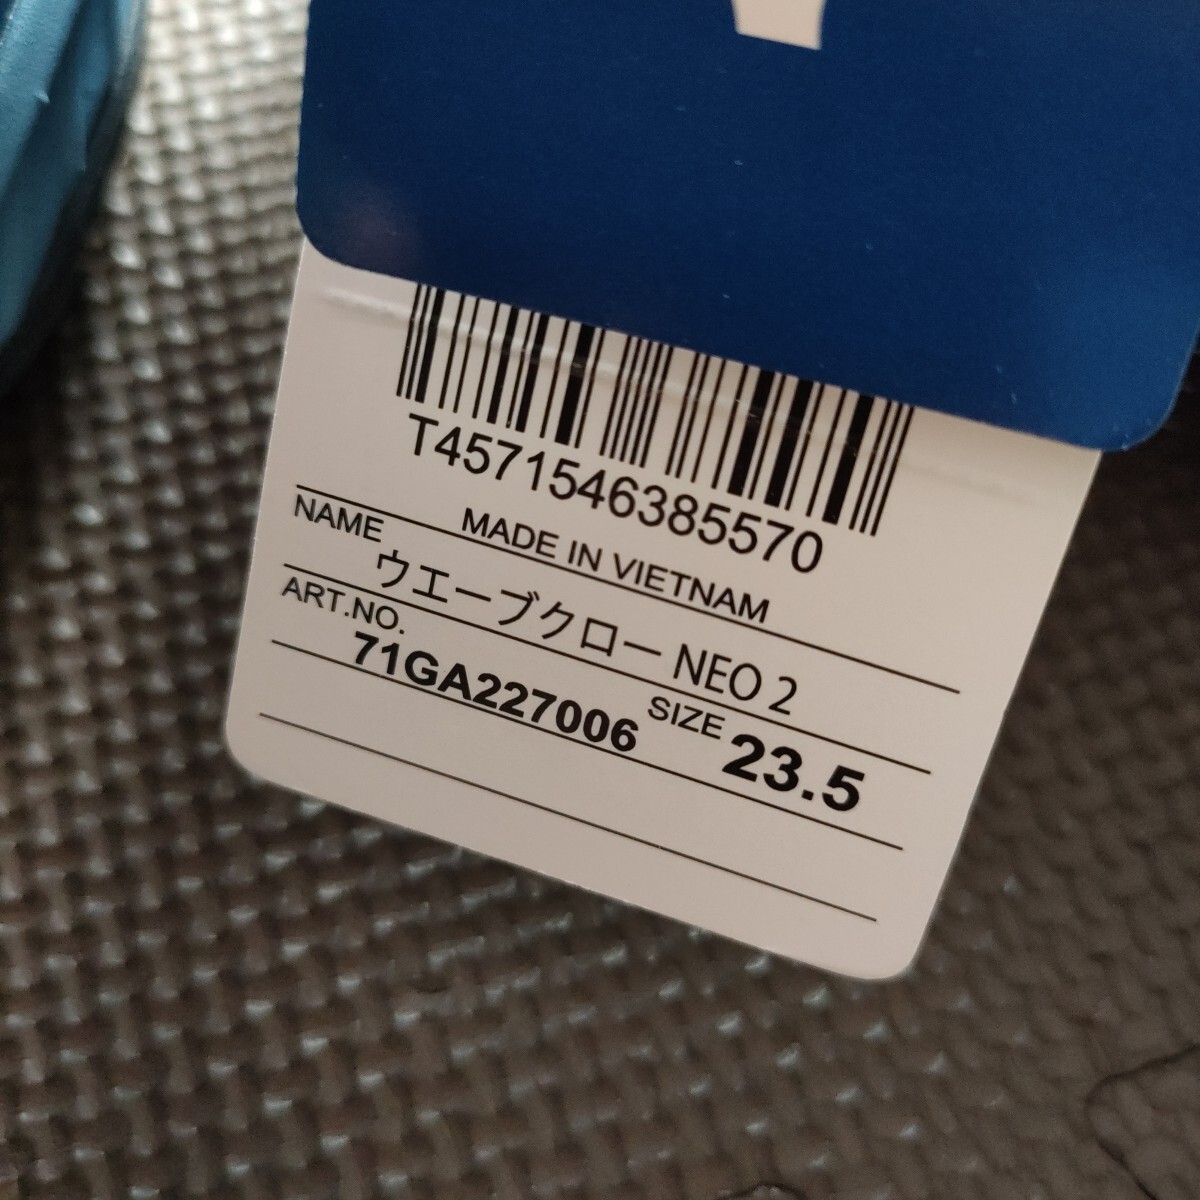 T4571546385570
MADE IN VIETNAM
NAME
ウエーブクロー NEO 2
ART.NO.
71GA227006
SIZE
23.5